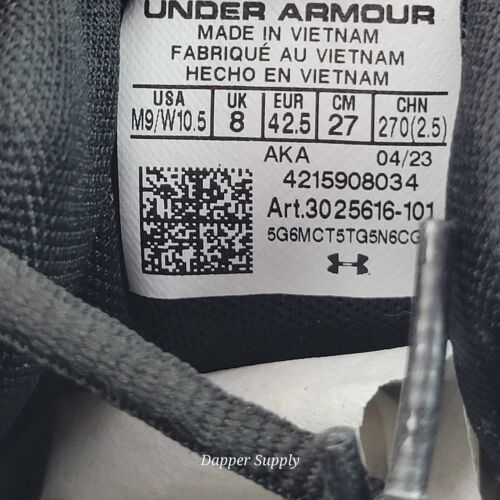 UNDER ARMOUR
MADE IN VIETNAM
FABRIQUÉ AU VIETNAM
HECHO EN VIETNAM
USA UK EUR CM CHN
M9/W10.5 8 42.5 27 270(2.5)
AKA 04/23
4215908034
Art.3025616-101
Dapper Supply